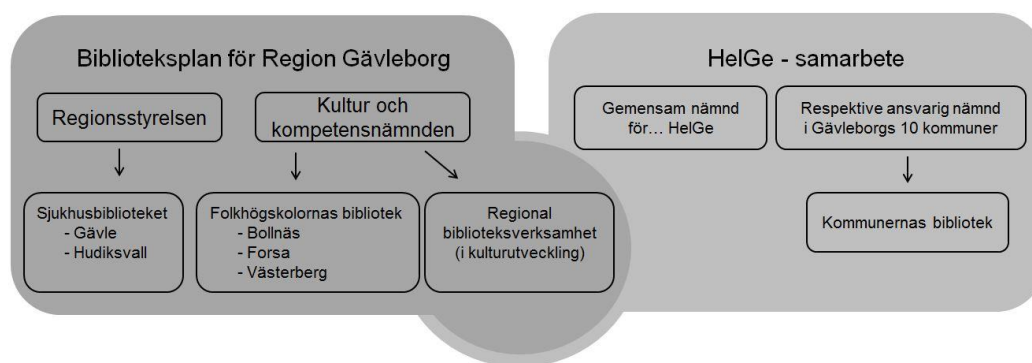 Biblioteksplan för Region Gävleborg
Regionsstyrelsen
Kultur och
kompetensnämnden
Sjukhusbiblioteket
- Gävle
- Hudiksvall
Folkhögskolornas bibliotek
- Bollnäs
- Forsa
- Västerberg
Regional
biblioteksverksamhet
(i kulturutveckling)
HelGe - samarbete
Gemensam nämnd
för... HelGe
Respektive ansvarig nämnd
i Gävleborgs 10 kommuner
Kommunernas bibliotek